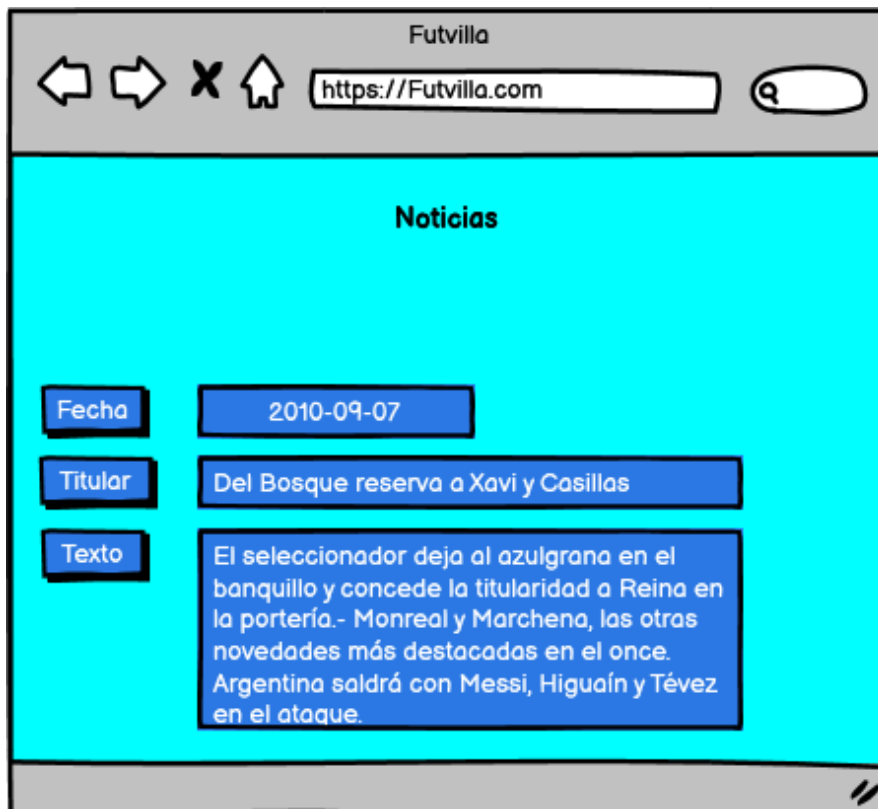 Futvilla
https://Futvilla.com
Noticias
Fecha
2010-09-07
Titular
Del Bosque reserva a Xavi y Casillas
Texto
El seleccionador deja al azulgrana en el
banquillo y concede la titularidad a Reina en
la portería.- Monreal y Marchena, las otras
novedades más destacadas en el once.
Argentina saldrá con Messi, Higuaín y Tévez
en el ataque.